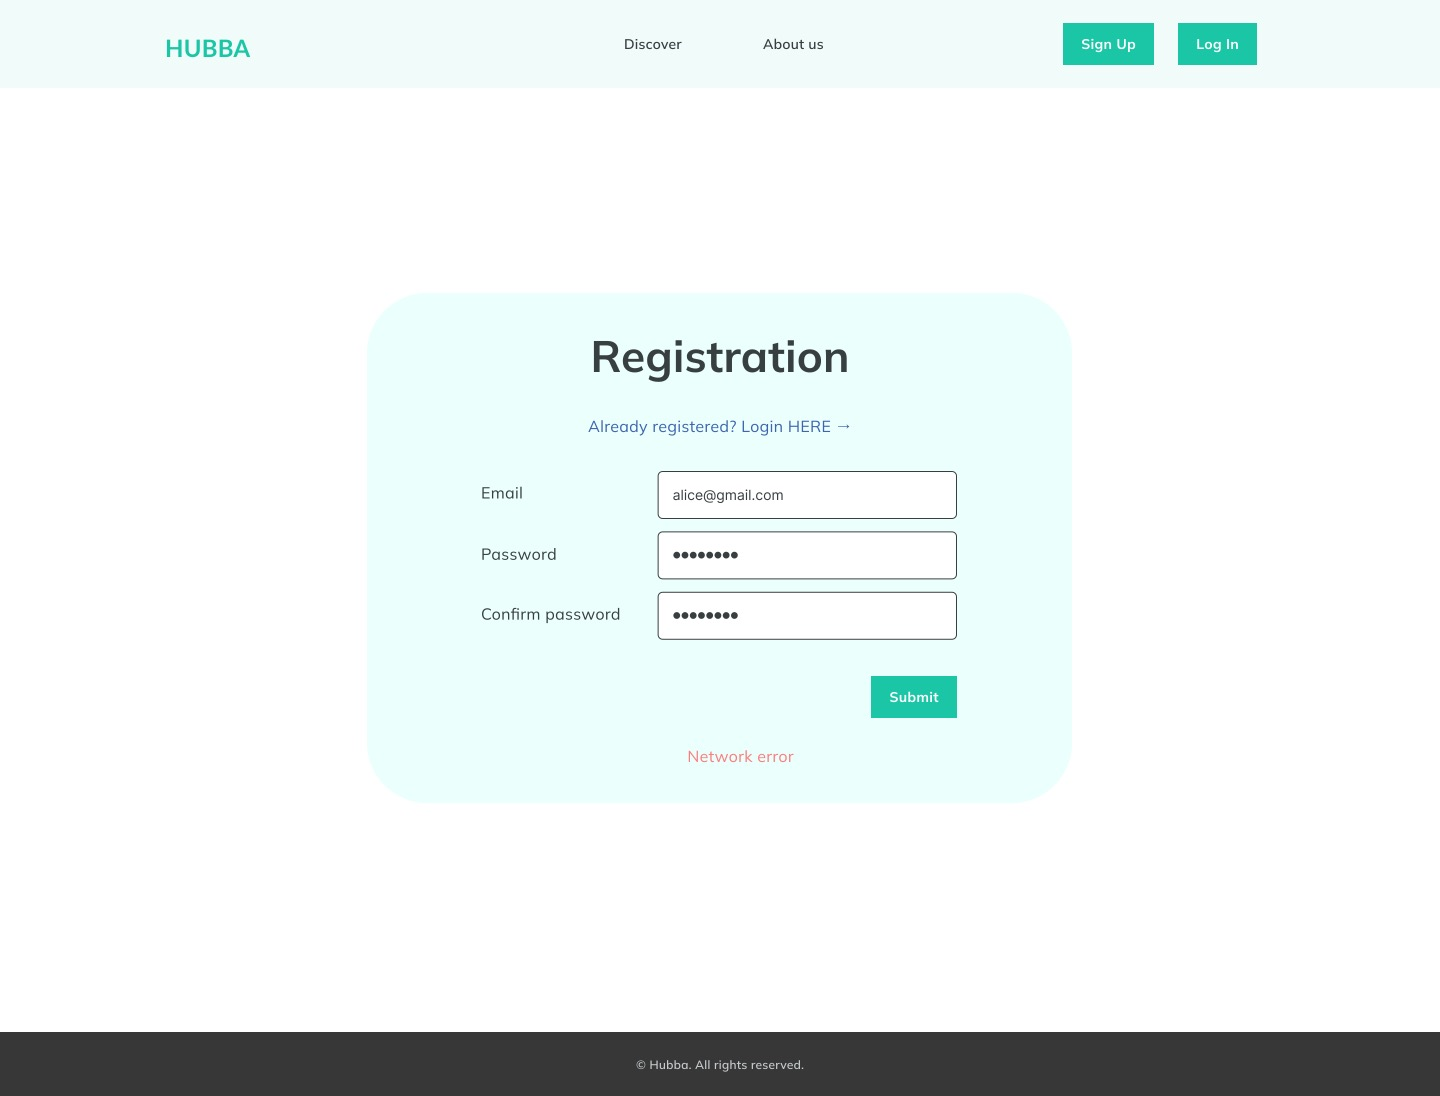 HUBBA
Discover
About us
Sign Up
Log In
Registration
Already registered? Login HERE →
Email
alice@gmail.com
Password
●●●●●●●●
Confirm password
●●●●●●●●
Submit
Network error
© Hubba. All rights reserved.